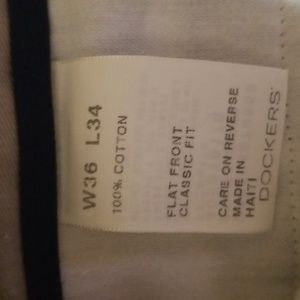 W36 L34
100% COTTON
FLAT FRONT
CLASSIC FIT
CARE ON REVERSE
MADE IN
HAITI
DOCKERS